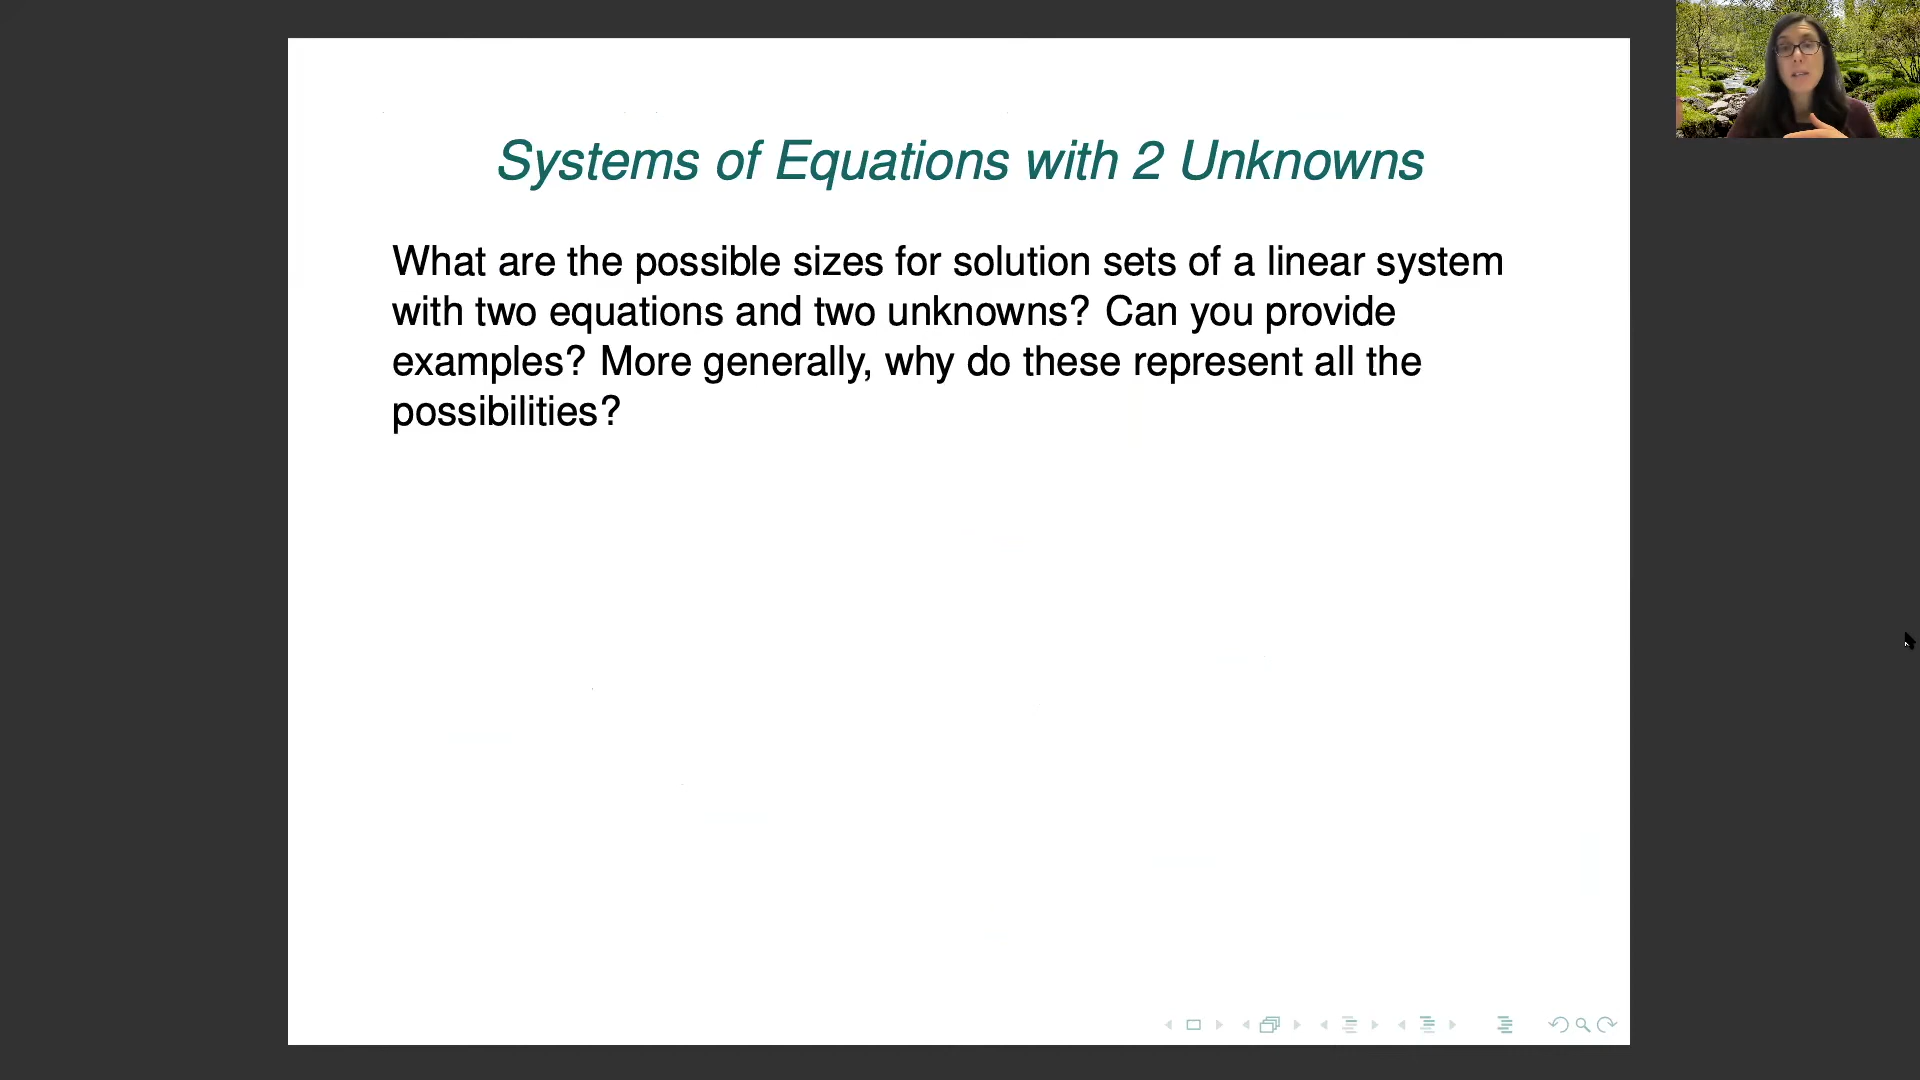 Systems of Equations with 2 Unknowns
What are the possible sizes for solution sets of a linear system
with two equations and two unknowns? Can you provide
examples? More generally, why do these represent all the
possibilities?